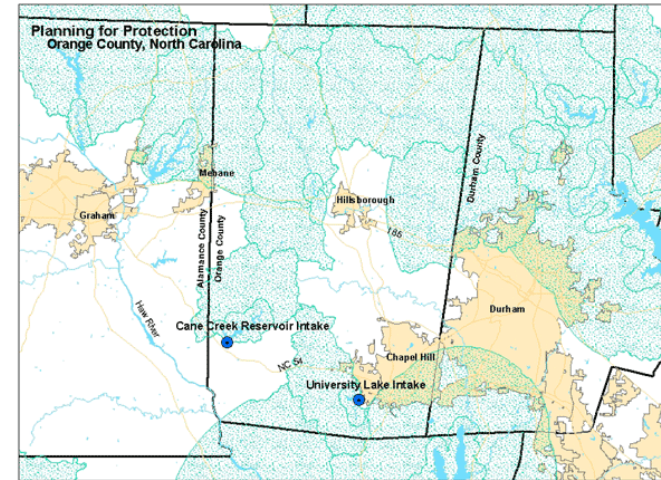 Planning for Protection
Orange County, North Carolina
Mebane
Graham
Hillsborough
Durham County
Alamance County
Orange County
I 85
Haw River
Durham
Cane Creek Reservoir Intake
Chapel Hill
NC 54
University Lake Intake